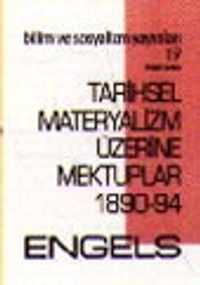 bilim ve sosyalizm yayınları
19
TARİHSEL
MATERYALİZM
ÜZERİNE
MEKTUPLAR
1890-94
ENGELS